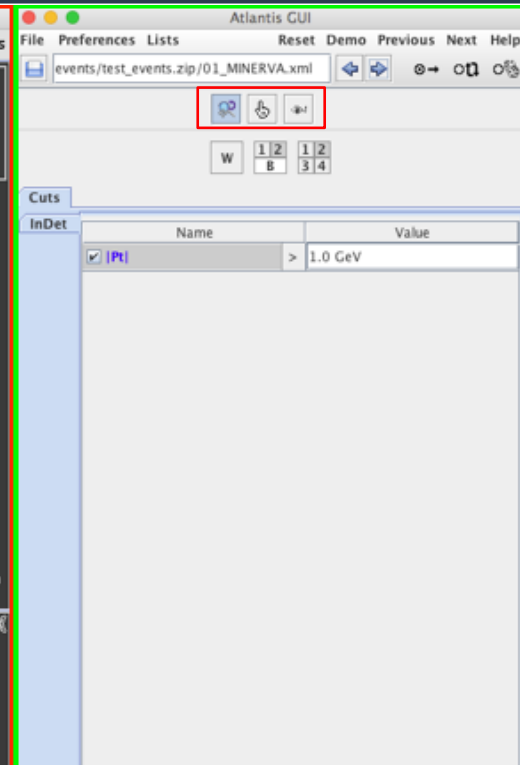 Atlantis GUI
s File Preferences Lists Reset Demo Previous Next Help
events/test_events.zip/01_MINERVA.xml
W 1 2 1 2
B 3 4
Cuts
InDet Name Value
|Pt| > 1.0 GeV